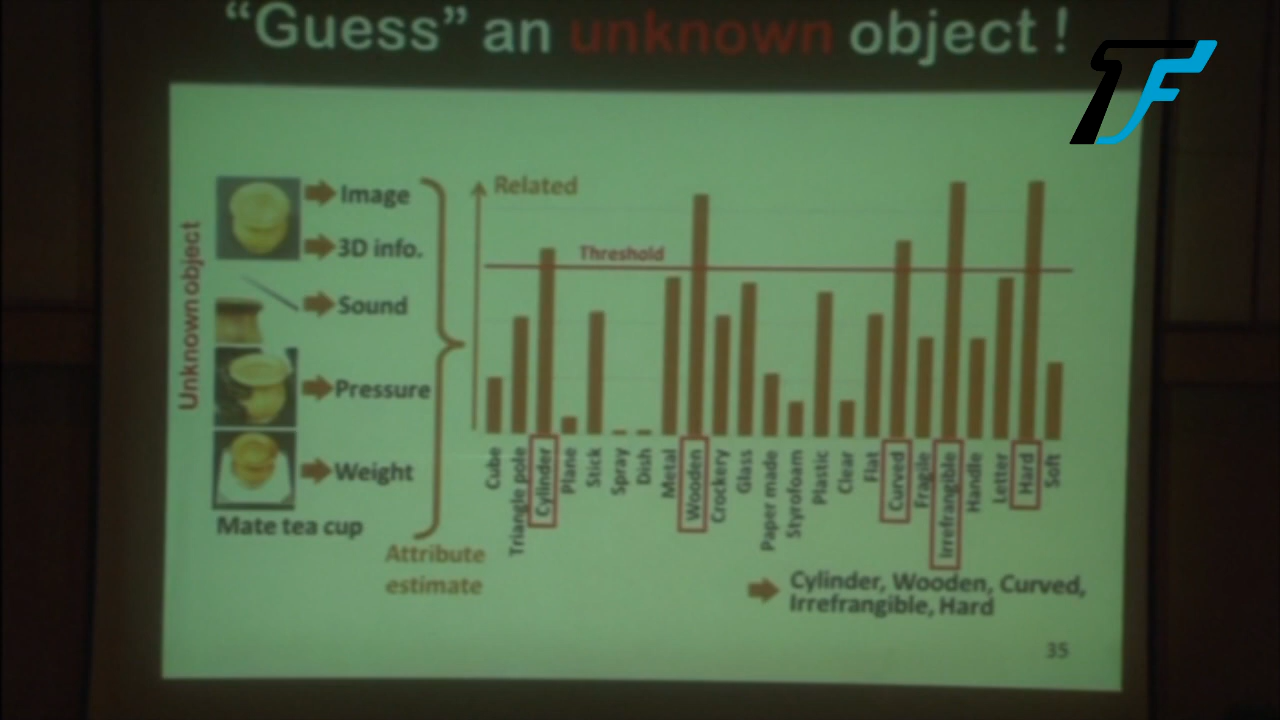 “Guess” an unknown object !
Unknown object
Image
3D info.
Sound
Pressure
Weight
Mate tea cup
Attribute
estimate
Related
Threshold
Cube
Triangle pole
Cylinder
Plane
Stick
Spray
Dish
Metal
Wooden
Crockery
Glass
Paper made
Styrofoam
Plastic
Clear
Flat
Curved
Fragile
Irrefrangible
Handle
Letter
Hard
Soft
Cylinder, Wooden, Curved,
Irrefrangible, Hard
35
TF